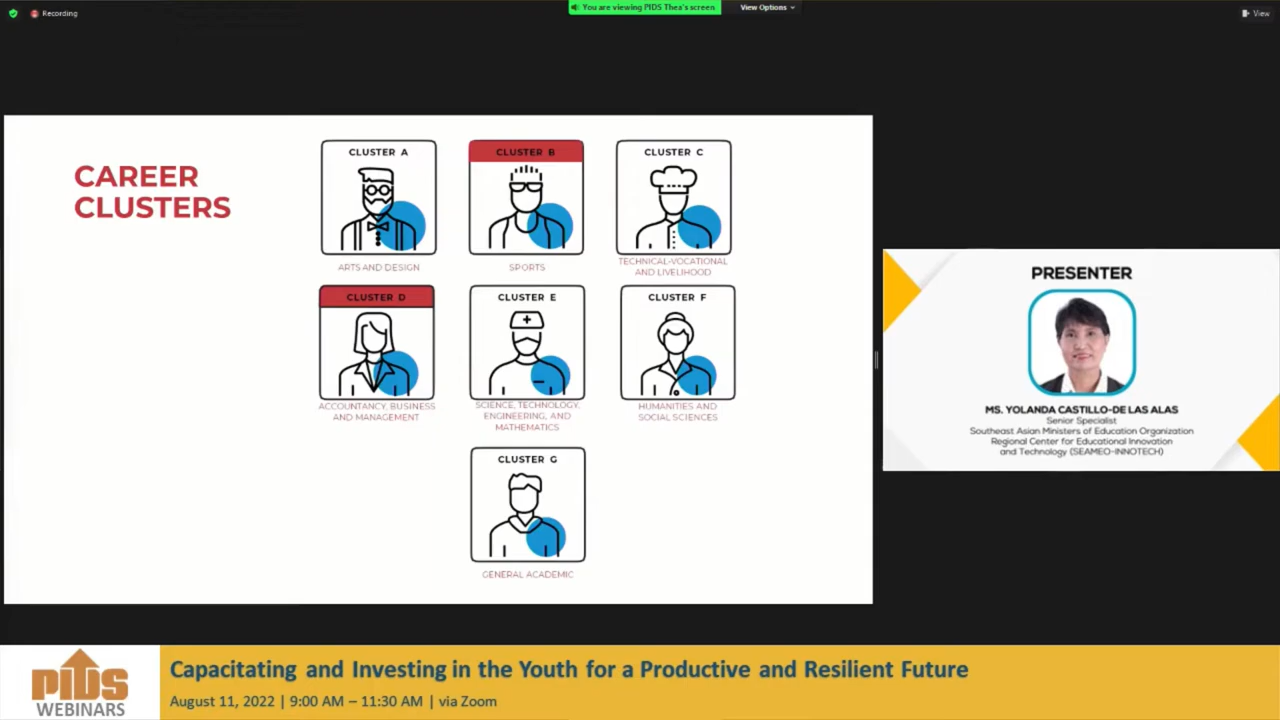 Recording
You are viewing PIDS Thea's screen
View Options
View
CAREER
CLUSTERS
CLUSTER A
ARTS AND DESIGN
CLUSTER B
SPORTS
CLUSTER C
TECHNICAL-VOCATIONAL
AND LIVELIHOOD
CLUSTER D
ACCOUNTANCY, BUSINESS
AND MANAGEMENT
CLUSTER E
SCIENCE, TECHNOLOGY,
ENGINEERING, AND
MATHEMATICS
CLUSTER F
HUMANITIES AND
SOCIAL SCIENCES
CLUSTER G
GENERAL ACADEMIC
PRESENTER
MS. YOLANDA CASTILLO-DE LAS ALAS
Senior Specialist
Southeast Asian Ministers of Education Organization
Regional Center for Educational Innovation
and Technology (SEAMEO-INNOTECH)
PIDS
WEBINARS
Capacitating and Investing in the Youth for a Productive and Resilient Future
August 11, 2022 | 9:00 AM – 11:30 AM | via Zoom